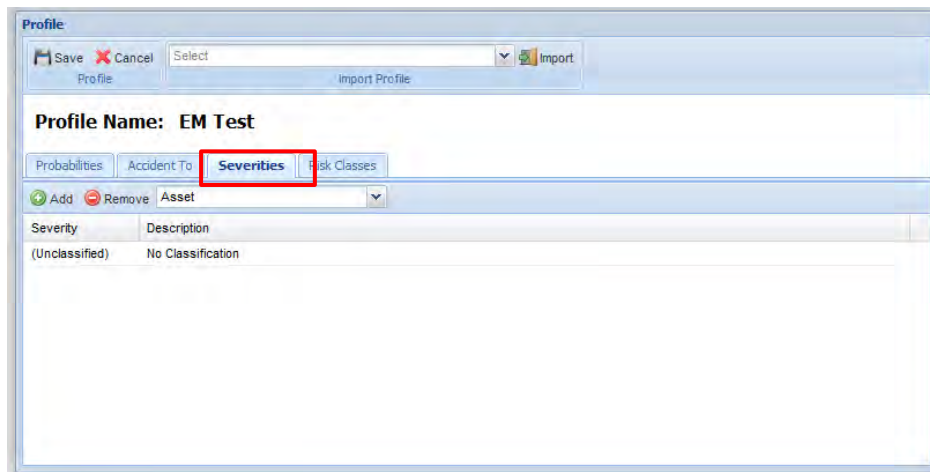 Profile
Save Cancel Select Import
Profile Import Profile
Profile Name: EM Test
Probabilities Accident To Severities Risk Classes
Add Remove Asset
Severity Description
(Unclassified) No Classification